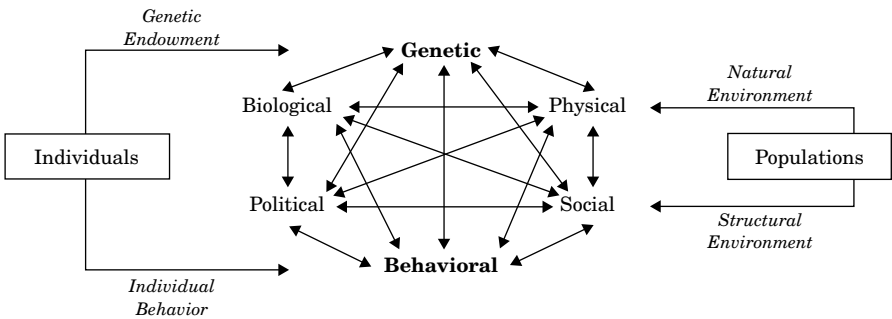 Genetic
Endowment
Genetic
Biological
Physical
Natural
Environment
Individuals
Populations
Political
Social
Structural
Environment
Behavioral
Individual
Behavior